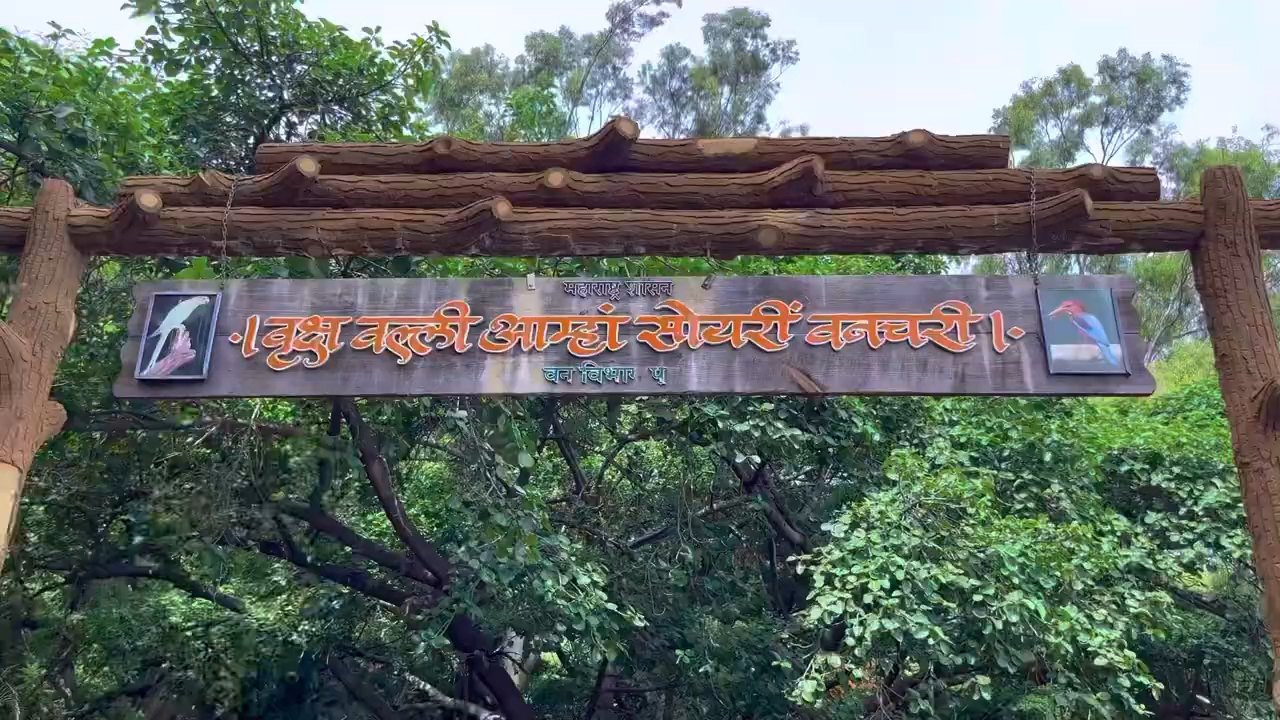 महाराष्ट्र शासन
।वृक्ष वल्ली आम्हां सोयरीं वनचरी।
वन विभाग